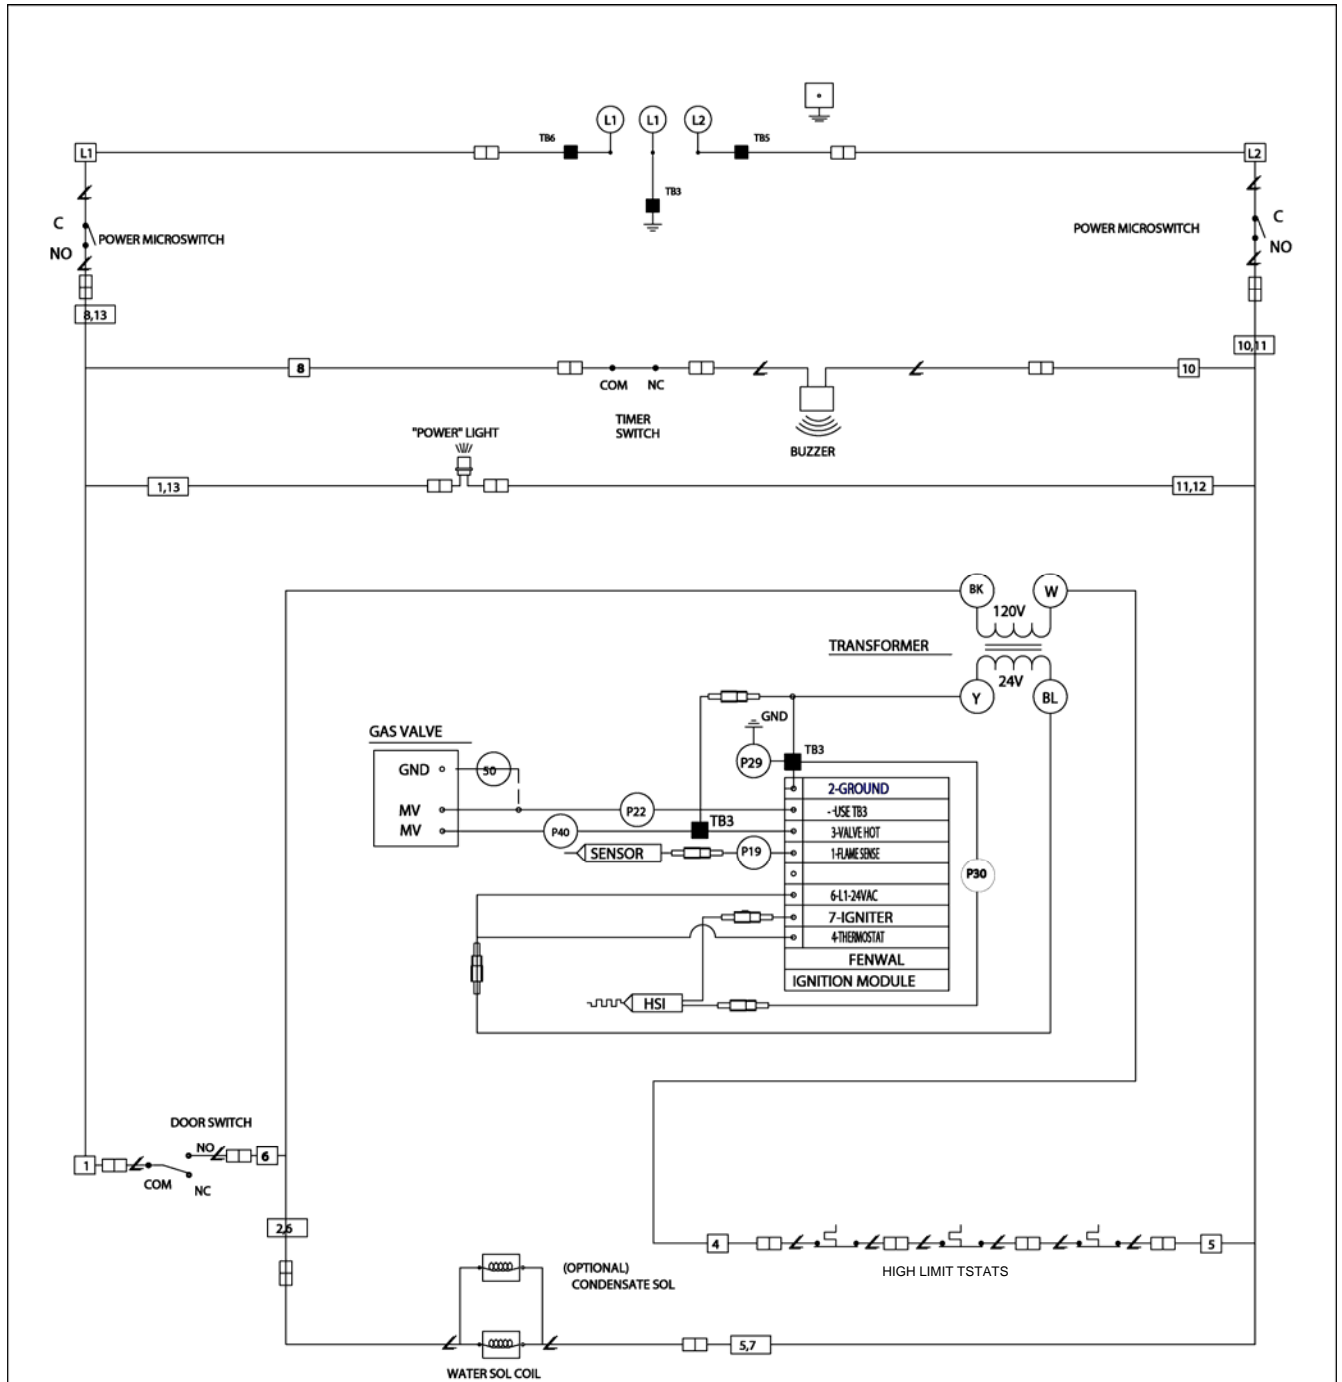 L1 L1 L2
TB6 TB5
L1 L2
TB3
C
POWER MICROSWITCH
NO
C
POWER MICROSWITCH
NO
8,13
10,11
8
10
COM NC
TIMER
SWITCH
BUZZER
"POWER" LIGHT
1,13
11,12
BK W
120V
TRANSFORMER
24V
Y BL
GND
GAS VALVE
P29
TB3
GND
50
2-GROUND
MV
P22
- -USE TB3
MV
P40
TB3
3-VALVE HOT
SENSOR
P19
1-FLAME SENSE
P30
6-L1-24VAC
7-IGNITER
4-THERMOSTAT
FENWAL
IGNITION MODULE
HSI
DOOR SWITCH
NO
6
1
COM
NC
2,6
4
5
HIGH LIMIT TSTATS
(OPTIONAL)
CONDENSATE SOL
5,7
WATER SOL COIL